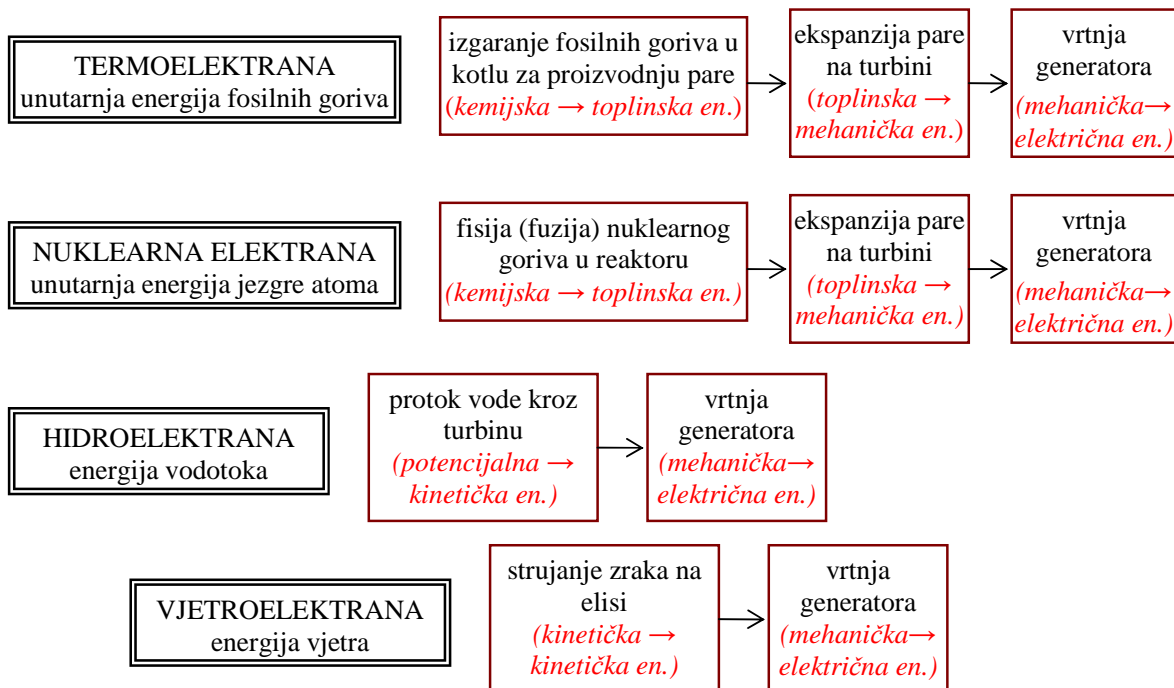 TERMOELEKTRANA
unutarnja energija fosilnih goriva
izgaranje fosilnih goriva u
kotlu za proizvodnju pare
(kemijska → toplinska en.)
ekspanzija pare
na turbini
(toplinska →
mehanička en.)
vrtnja
generatora
(mehanička→
električna en.)
NUKLEARNA ELEKTRANA
unutarnja energija jezgre atoma
fisija (fuzija) nuklearnog
goriva u reaktoru
(kemijska → toplinska en.)
ekspanzija pare
na turbini
(toplinska →
mehanička en.)
vrtnja
generatora
(mehanička→
električna en.)
HIDROELEKTRANA
energija vodotoka
protok vode kroz
turbinu
(potencijalna →
kinetička en.)
vrtnja
generatora
(mehanička→
električna en.)
VJETROELEKTRANA
energija vjetra
strujanje zraka na
elisi
(kinetička →
kinetička en.)
vrtnja
generatora
(mehanička→
električna en.)